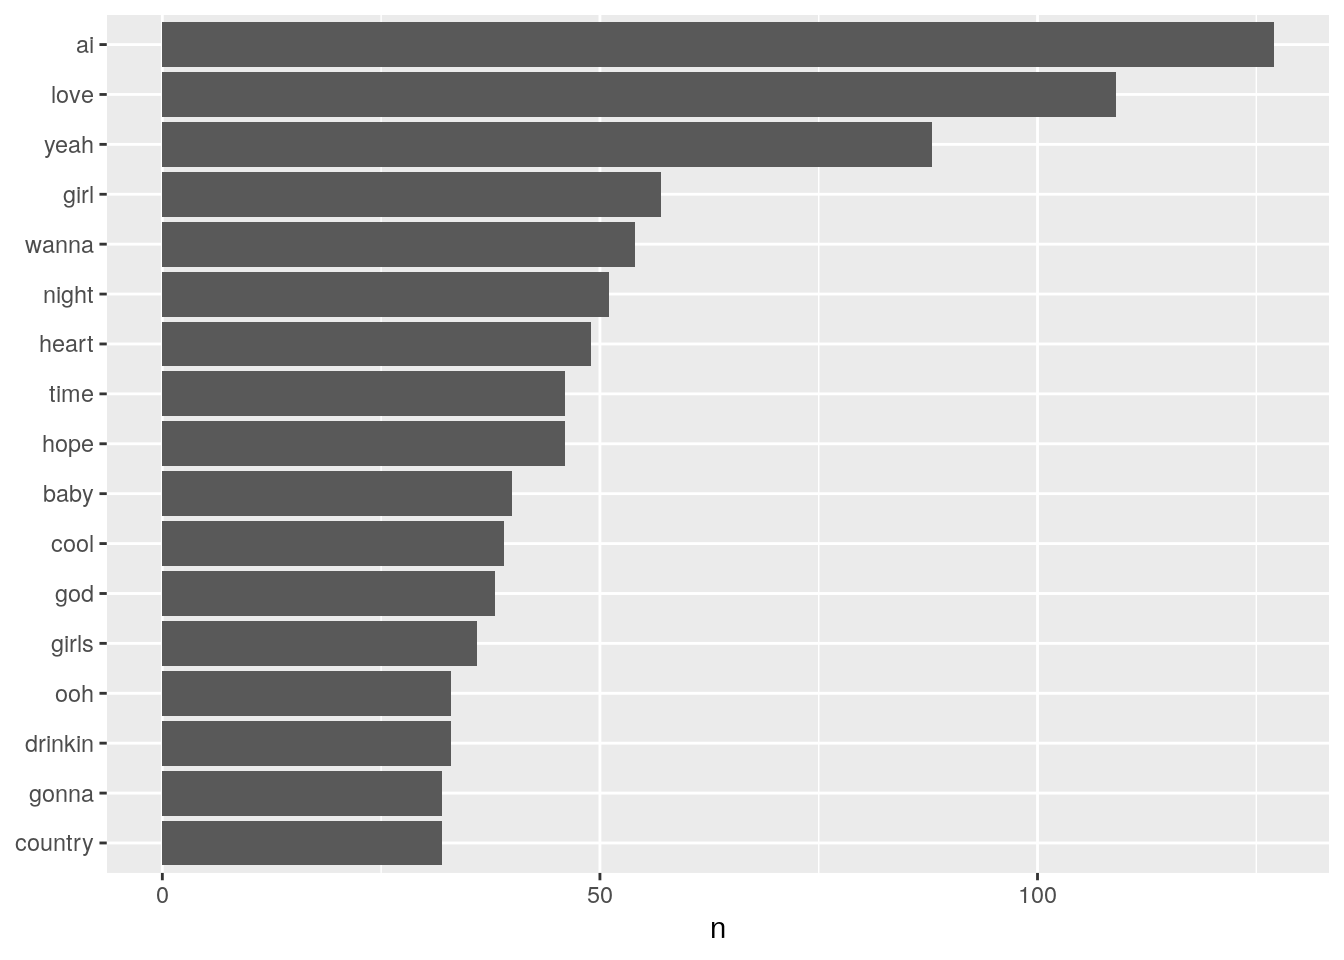 ai
love
yeah
girl
wanna
night
heart
time
hope
baby
cool
god
girls
ooh
drinkin
gonna
country
0 50 100
n